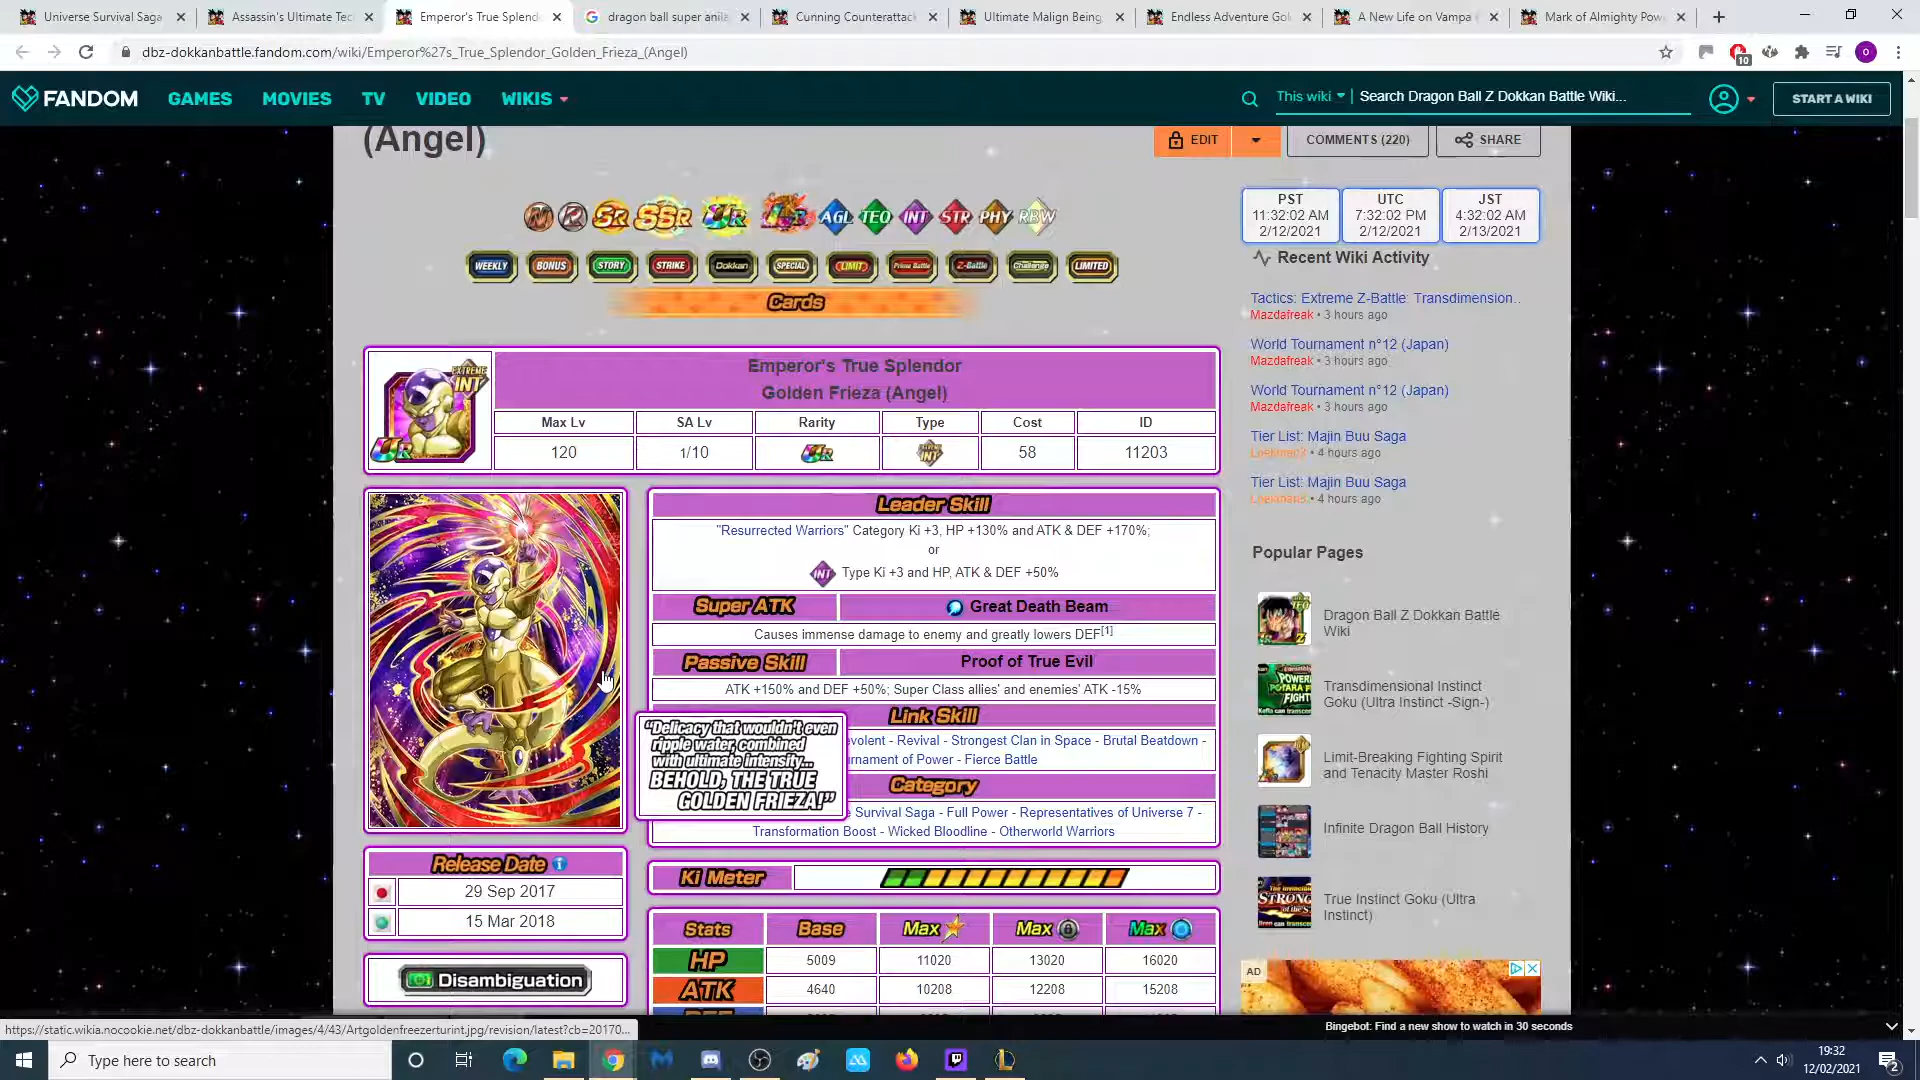 Universe Survival Saga
Assassin's Ultimate Tec
Emperor's True Splend
dragon ball super anila
Cunning Counterattack
Ultimate Malign Being
Endless Adventure Gol
A New Life on Vampa
Mark of Almighty Pow
dbz-dokkanbattle.fandom.com/wiki/Emperor%27s_True_Splendor_Golden_Frieza_(Angel)
10
FANDOM
GAMES
MOVIES
TV
VIDEO
WIKIS
This wiki
Search Dragon Ball Z Dokkan Battle Wiki...
START A WIKI
(Angel)
EDIT
COMMENTS (220)
SHARE
N R SR SSR UR LR AGL TEQ INT STR PHY RBW
WEEKLY BONUS STORY STRIKE Dokkan SPECIAL LIMIT Prime Battle Z-Battle Challenge LIMITED
Cards
PST
11:32:02 AM
2/12/2021
UTC
7:32:02 PM
2/12/2021
JST
4:32:02 AM
2/13/2021
Recent Wiki Activity
Tactics: Extreme Z-Battle: Transdimension...
Mazdafreak • 3 hours ago
World Tournament n°12 (Japan)
Mazdafreak • 3 hours ago
World Tournament n°12 (Japan)
Mazdafreak • 3 hours ago
Tier List: Majin Buu Saga
• 4 hours ago
Tier List: Majin Buu Saga
• 4 hours ago
EXTREME INT
UR
Emperor's True Splendor
Golden Frieza (Angel)
Max Lv
SA Lv
Rarity
Type
Cost
ID
120
1/10
UR
EXTREME INT
58
11203
Leader Skill
"Resurrected Warriors" Category Ki +3, HP +130% and ATK & DEF +170%;
or
INT Type Ki +3 and HP, ATK & DEF +50%
Super ATK
Great Death Beam
Causes immense damage to enemy and greatly lowers DEF[1]
Passive Skill
Proof of True Evil
ATK +150% and DEF +50%; Super Class allies' and enemies' ATK -15%
Link Skill
evolent - Revival - Strongest Clan in Space - Brutal Beatdown -
urnament of Power - Fierce Battle
"Delicacy that wouldn't even
ripple water, combined
with ultimate intensity...
BEHOLD, THE TRUE
GOLDEN FRIEZA!"
Category
e Survival Saga - Full Power - Representatives of Universe 7 -
Transformation Boost - Wicked Bloodline - Otherworld Warriors
Release Date
29 Sep 2017
15 Mar 2018
Disambiguation
Ki Meter
Stats
Base
Max
Max
Max
HP
5009
11020
13020
16020
ATK
4640
10208
12208
15208
Popular Pages
Dragon Ball Z Dokkan Battle
Wiki
Transdimensional Instinct
Goku (Ultra Instinct -Sign-)
Limit-Breaking Fighting Spirit
and Tenacity Master Roshi
Infinite Dragon Ball History
True Instinct Goku (Ultra
Instinct)
AD
Bingebot: Find a new show to watch in 30 seconds
https://static.wikia.nocookie.net/dbz-dokkanbattle/images/4/43/Artgoldenfreezerturint.jpg/revision/latest?cb=20170...
Type here to search
19:32
12/02/2021
2